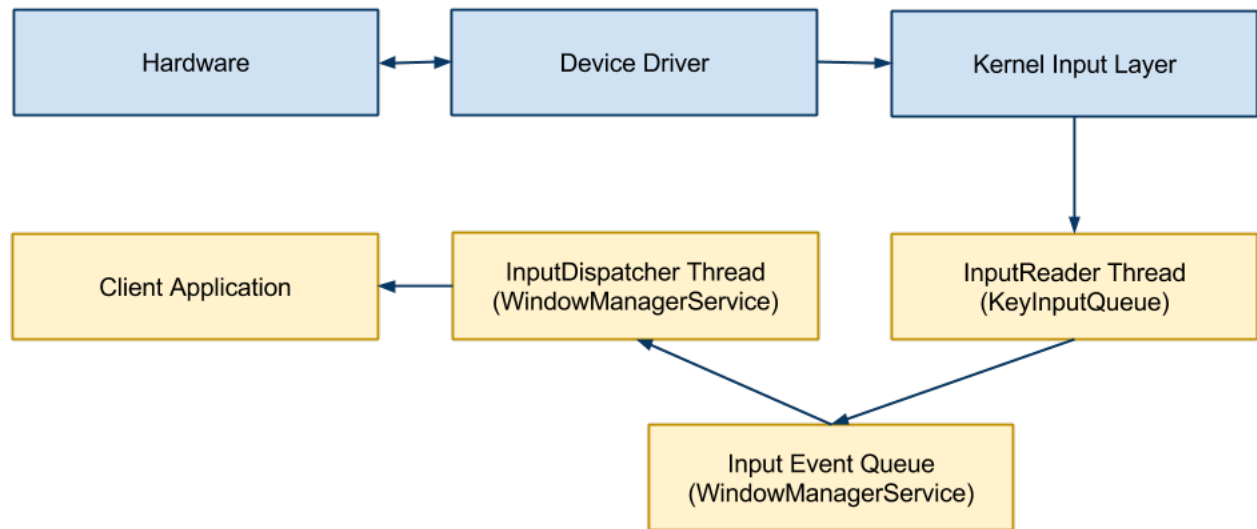 Hardware
Device Driver
Kernel Input Layer
Client Application
InputDispatcher Thread
(WindowManagerService)
InputReader Thread
(KeyInputQueue)
Input Event Queue
(WindowManagerService)